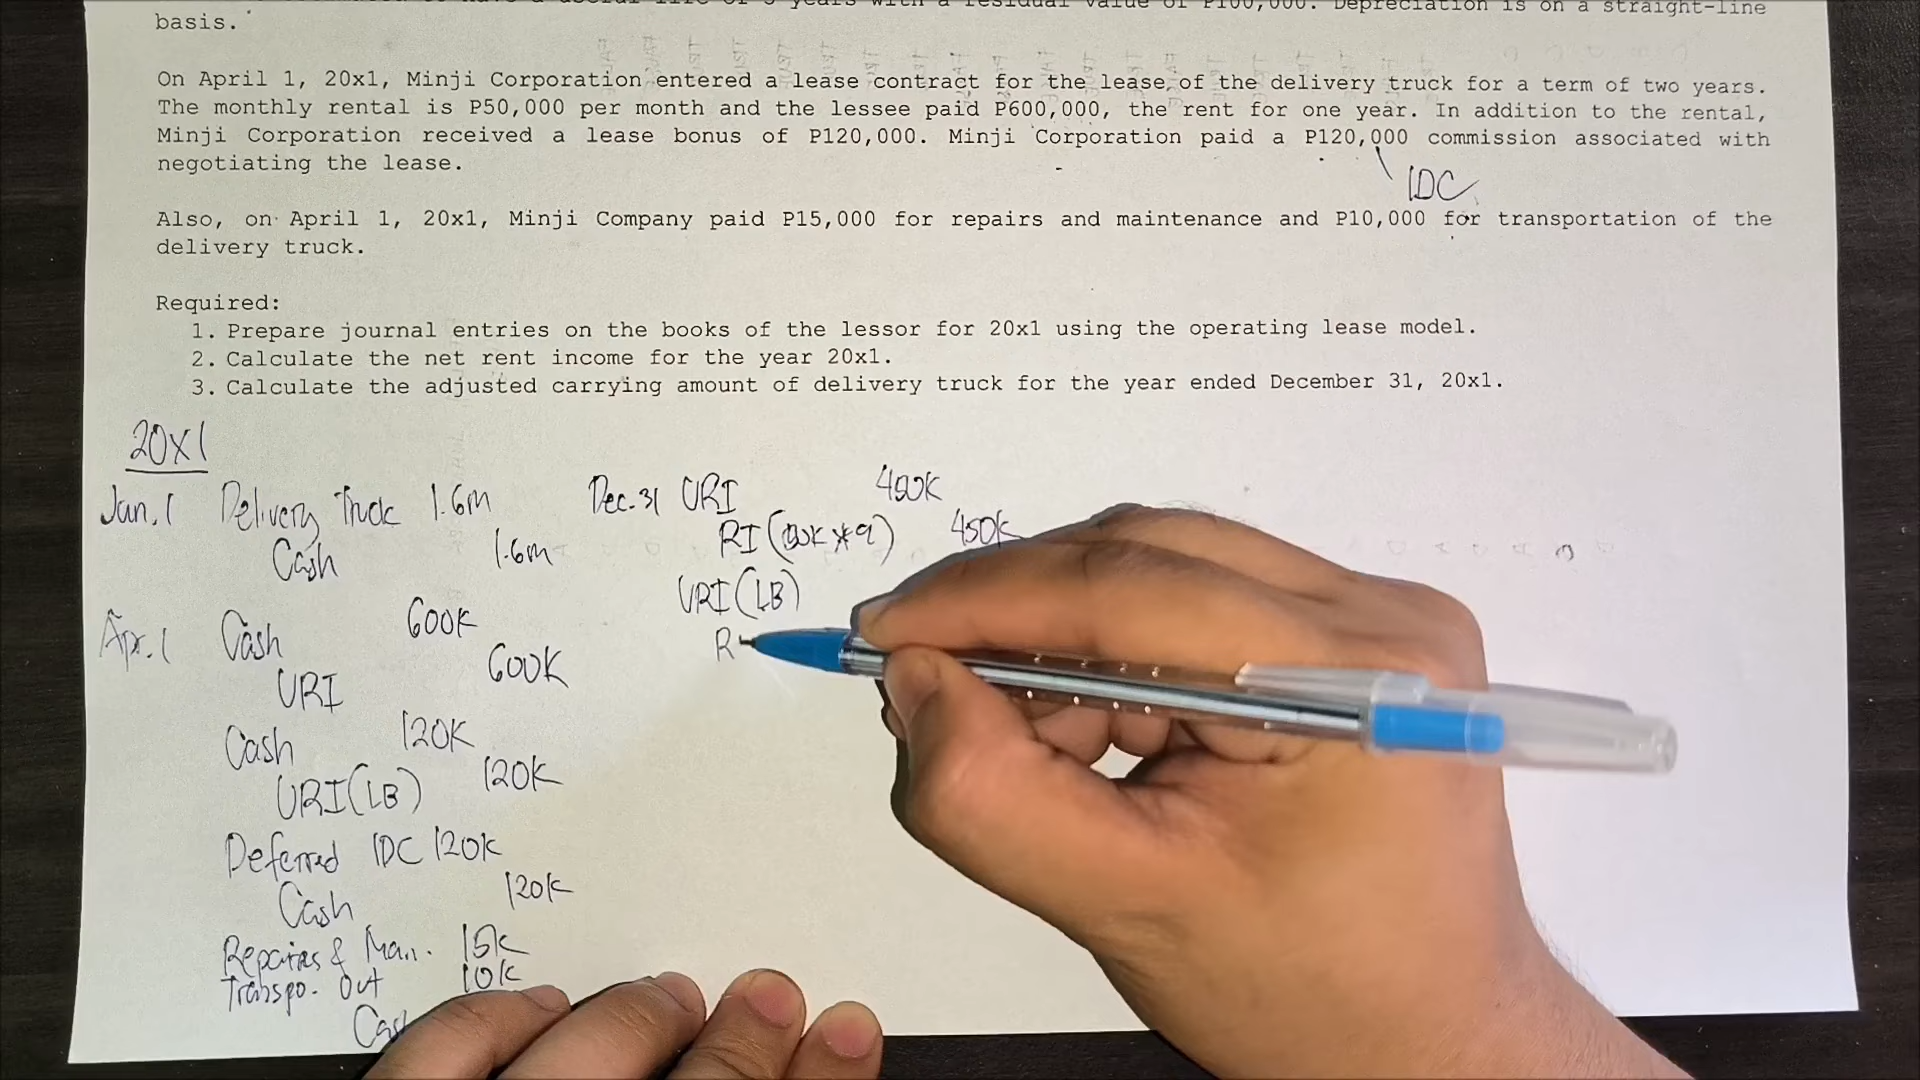 basis.
On April 1, 20x1, Minji Corporation entered a lease contract for the lease of the delivery truck for a term of two years.
The monthly rental is P50,000 per month and the lessee paid P600,000, the rent for one year. In addition to the rental,
Minji Corporation received a lease bonus of P120,000. Minji Corporation paid a P120,000 commission associated with
negotiating the lease.
IDC
Also, on April 1, 20x1, Minji Company paid P15,000 for repairs and maintenance and P10,000 for transportation of the
delivery truck.
Required:
1. Prepare journal entries on the books of the lessor for 20x1 using the operating lease model.
2. Calculate the net rent income for the year 20x1.
3. Calculate the adjusted carrying amount of delivery truck for the year ended December 31, 20x1.
20X1
Jan. 1 Delivery Truck 1.6m
Cash 1.6m
Apr. 1 Cash 600K
URI 600K
Cash 120K
URI (LB) 120K
Deferred IDC 120K
Cash 120K
Repairs & Man. 15K
Transpo. Out 10K
Dec. 31 URI 450K
RI (50K * 9) 450K
URI (LB)
R